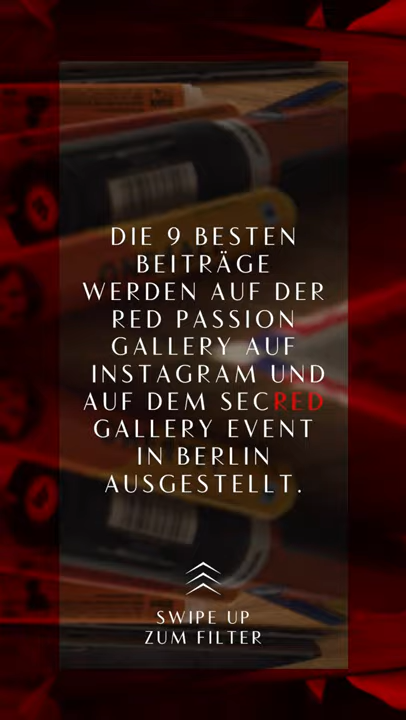 DIE 9 BESTEN
BEITRÄGE
WERDEN AUF DER
RED PASSION
GALLERY AUF
INSTAGRAM UND
AUF DEM SECRED
GALLERY EVENT
IN BERLIN
AUSGESTELLT.
SWIPE UP
ZUM FILTER